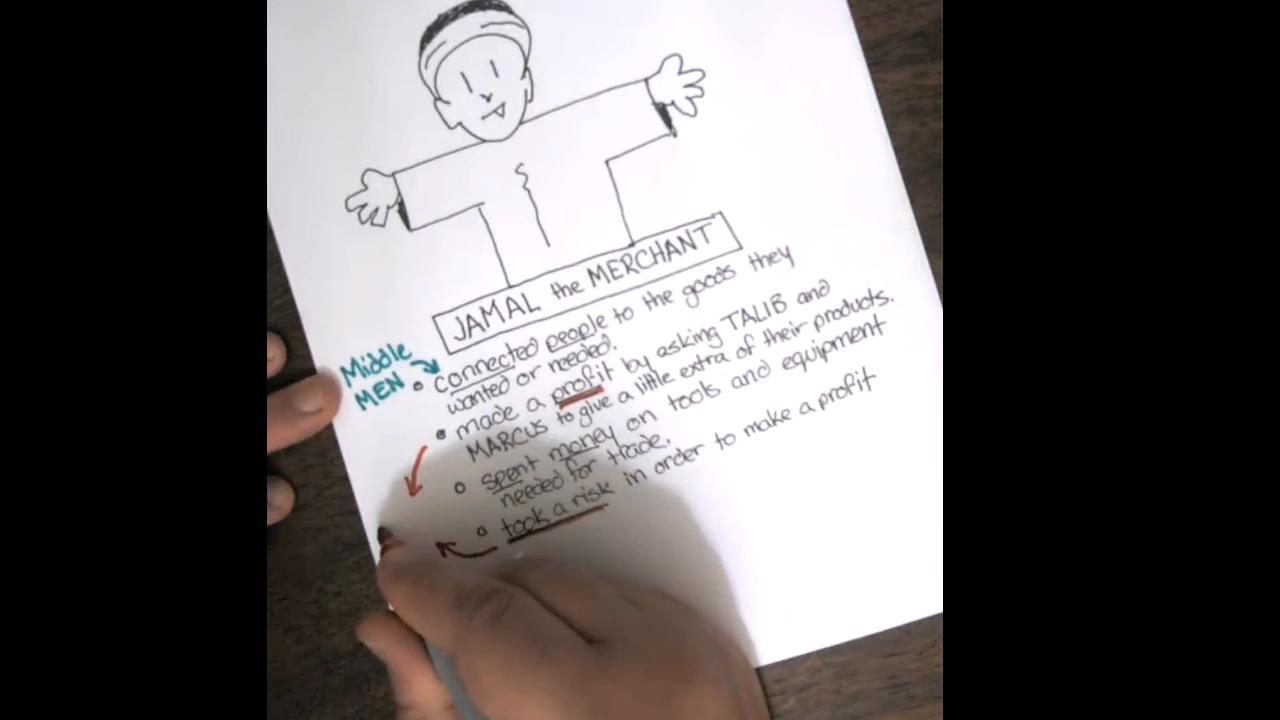 JAMAL the MERCHANT
Middle
MEN
• connected people to the goods they
wanted or needed.
• made a profit by asking TALIB and
MARCUS to give a little extra of their products.
• spent money on tools and equipment
needed for trade.
• took a risk in order to make a profit